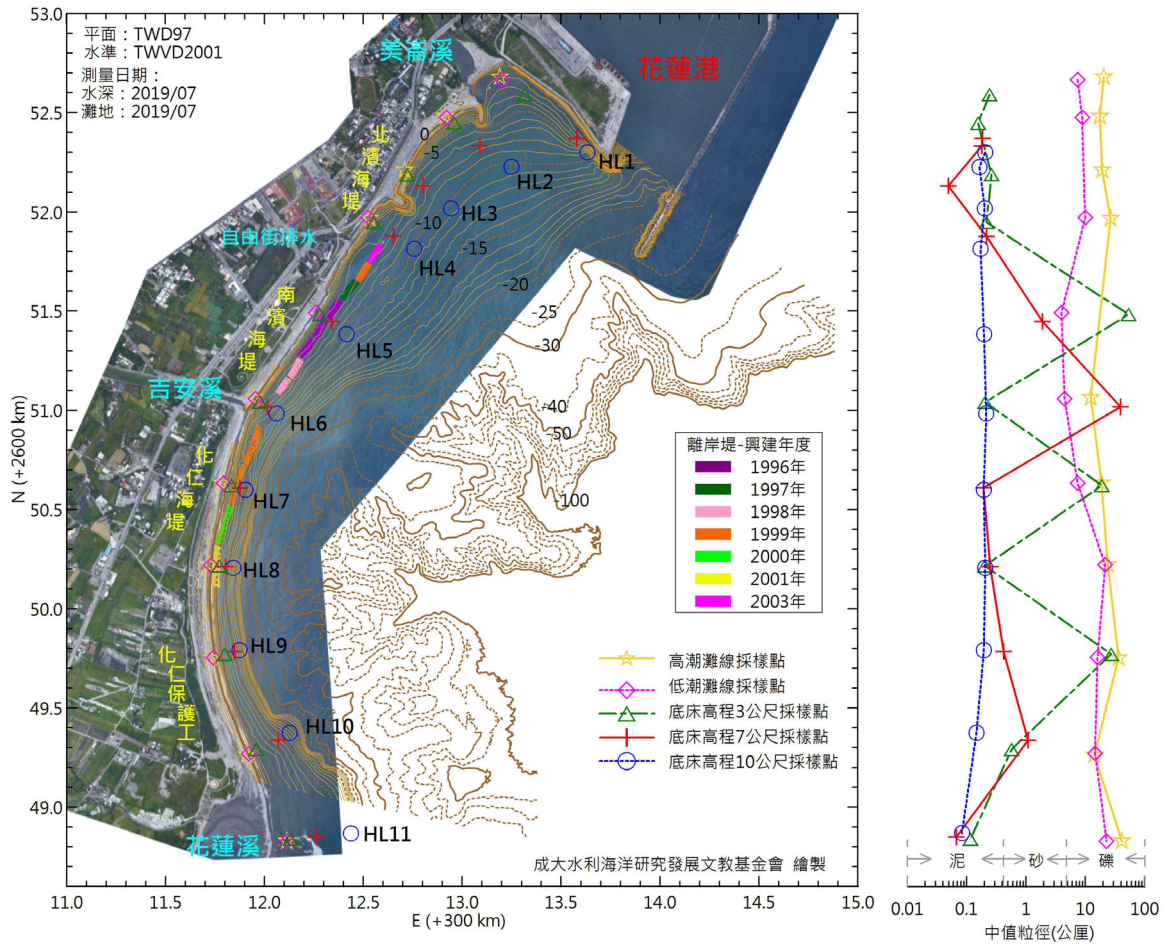 平面：TWD97
水準：TWVD2001
測量日期：
水深：2019/07
灘地：2019/07
美崙溪
花蓮港
北濱海堤
自由街排水
南濱海堤
吉安溪
化仁海堤
化仁保護工
花蓮溪
HL1
HL2
HL3
HL4
HL5
HL6
HL7
HL8
HL9
HL10
HL11
0
-5
-10
-15
-20
-25
-30
-40
-50
-100
離岸堤-興建年度
1996年
1997年
1998年
1999年
2000年
2001年
2003年
高潮灘線採樣點
低潮灘線採樣點
底床高程3公尺採樣點
底床高程7公尺採樣點
底床高程10公尺採樣點
成大水利海洋研究發展文教基金會 繪製
N (+2600 km)
53.0
52.5
52.0
51.5
51.0
50.5
50.0
49.5
49.0
11.0 11.5 12.0 12.5 13.0 13.5 14.0 14.5 15.0
E (+300 km)
泥 砂 礫
0.01 0.1 1 10 100
中值粒徑(公厘)